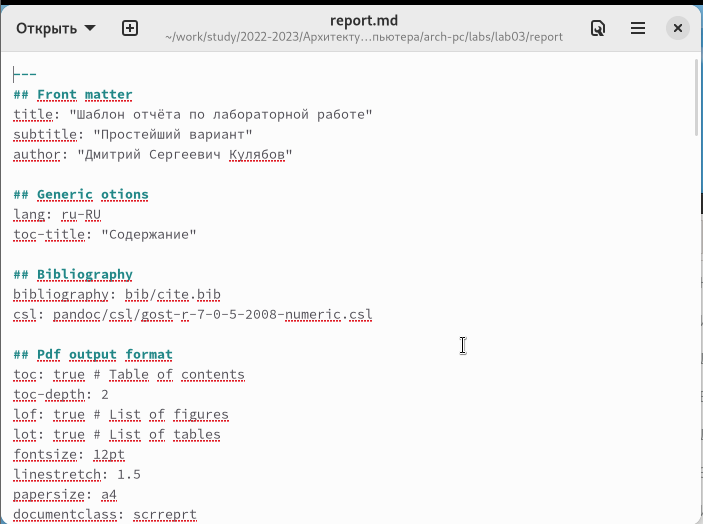 Открыть
report.md
~/work/study/2022-2023/Архитекту...пьютера/arch-pc/labs/lab03/report
---
## Front matter
title: "Шаблон отчёта по лабораторной работе"
subtitle: "Простейший вариант"
author: "Дмитрий Сергеевич Кулябов"
## Generic otions
lang: ru-RU
toc-title: "Содержание"
## Bibliography
bibliography: bib/cite.bib
csl: pandoc/csl/gost-r-7-0-5-2008-numeric.csl
## Pdf output format
toc: true # Table of contents
toc-depth: 2
lof: true # List of figures
lot: true # List of tables
fontsize: 12pt
linestretch: 1.5
papersize: a4
documentclass: scrreprt